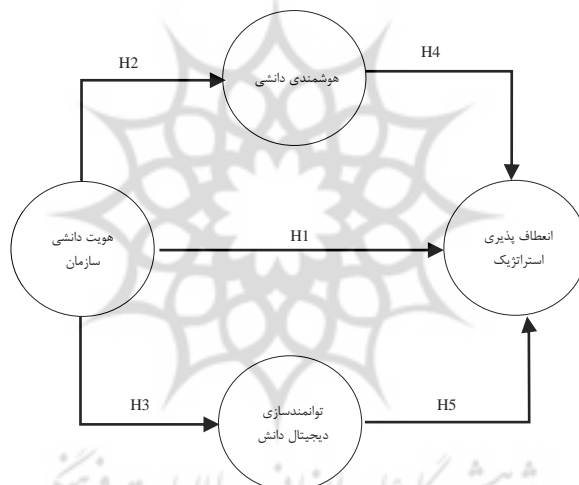 H2
هوشمندی دانشی
H4
هویت دانشی
سازمان
H1
انعطاف پذیری
استراتژیک
H3
توانمندسازی
دیجیتال دانش
H5